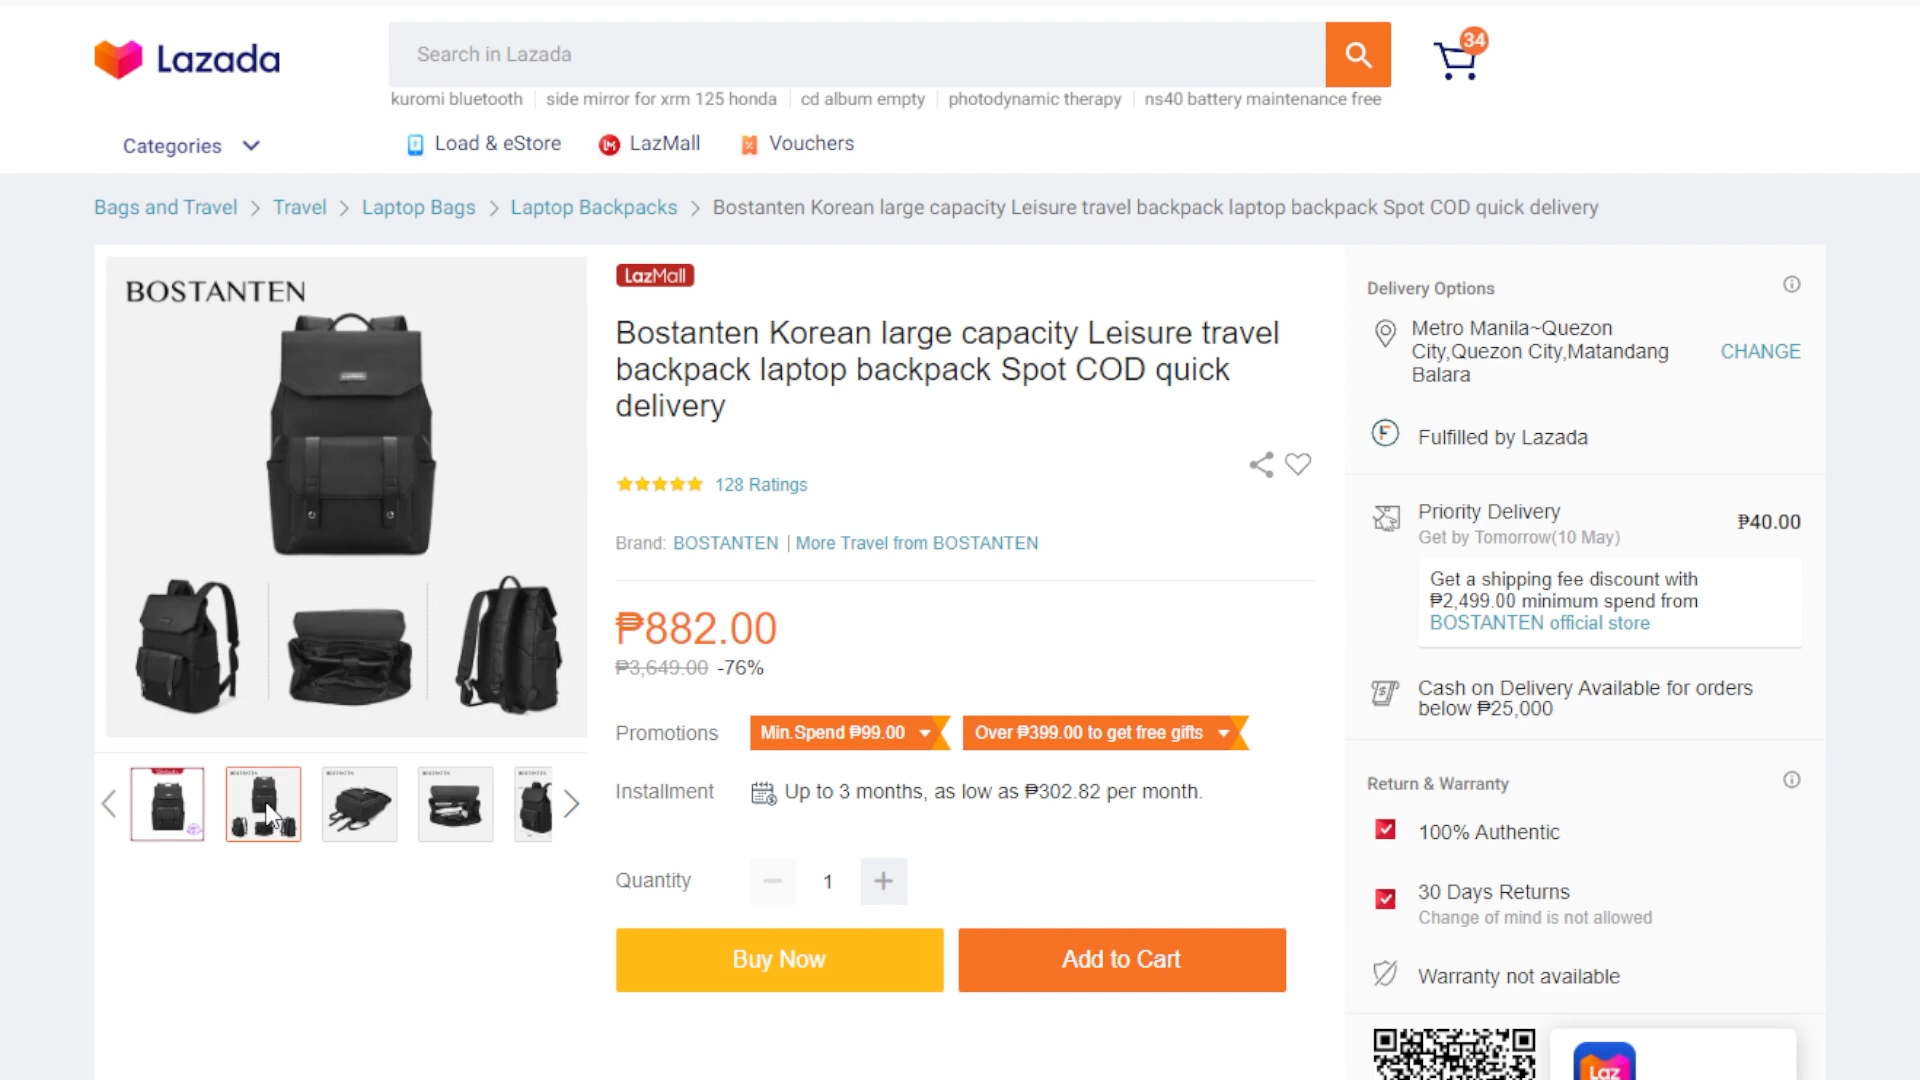 Lazada
Search in Lazada
34
kuromi bluetooth
side mirror for xrm 125 honda
cd album empty
photodynamic therapy
ns40 battery maintenance free
Categories
Load & eStore
LazMall
Vouchers
Bags and Travel > Travel > Laptop Bags > Laptop Backpacks > Bostanten Korean large capacity Leisure travel backpack laptop backpack Spot COD quick delivery
BOSTANTEN
LazMall
Bostanten Korean large capacity Leisure travel
backpack laptop backpack Spot COD quick
delivery
128 Ratings
Brand: BOSTANTEN | More Travel from BOSTANTEN
₱882.00
₱3,649.00 -76%
Promotions
Min.Spend ₱99.00
Over ₱399.00 to get free gifts
Installment
Up to 3 months, as low as ₱302.82 per month.
Quantity
1
Buy Now
Add to Cart
Delivery Options
Metro Manila~Quezon
City,Quezon City,Matandang
Balara
CHANGE
Fulfilled by Lazada
Priority Delivery
₱40.00
Get by Tomorrow(10 May)
Get a shipping fee discount with
₱2,499.00 minimum spend from
BOSTANTEN official store
Cash on Delivery Available for orders
below ₱25,000
Return & Warranty
100% Authentic
30 Days Returns
Change of mind is not allowed
Warranty not available
Laz